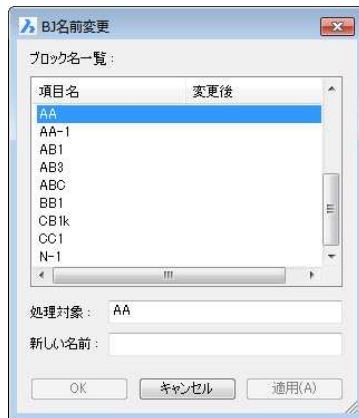 BJ名前変更
ブロック名一覧：
項目名 変更後
AA
AA-1
AB1
AB3
ABC
BB1
CB1k
CC1
N-1
処理対象： AA
新しい名前：
OK キャンセル 適用(A)